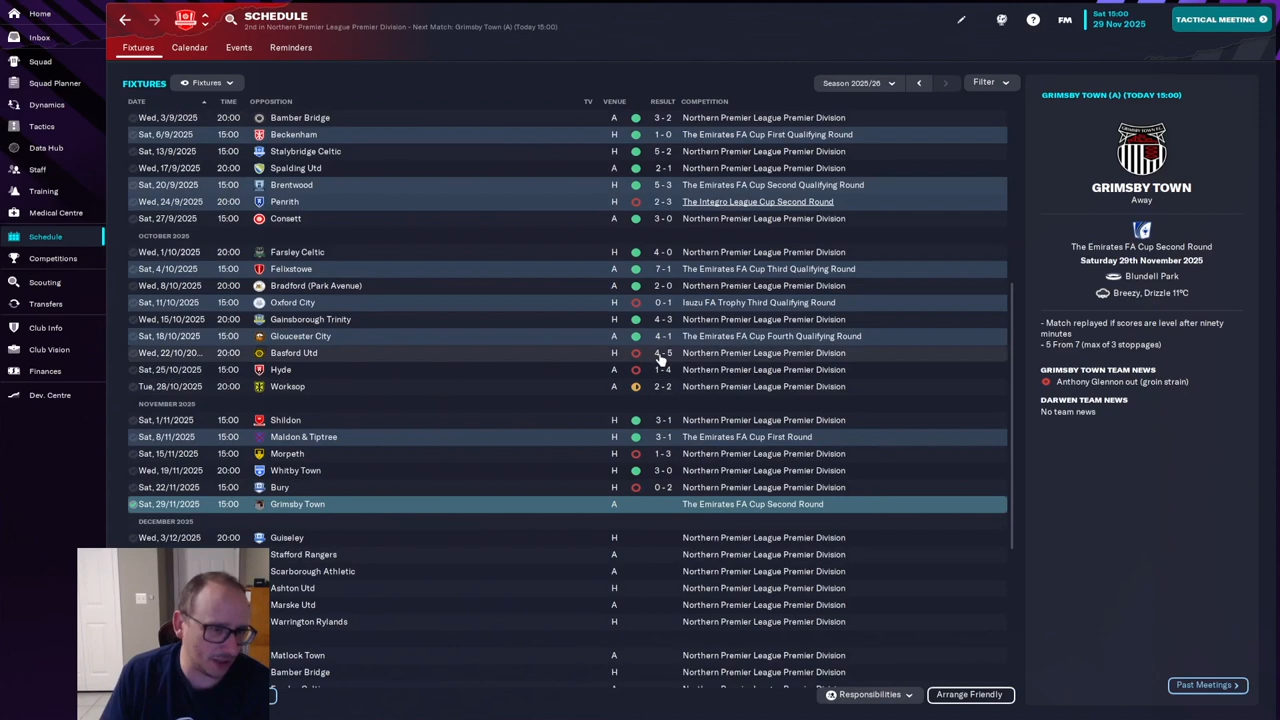 Home
Inbox
Squad
Squad Planner
Dynamics
Tactics
Data Hub
Staff
Training
Medical Centre
Schedule
Competitions
Scouting
Transfers
Club Info
Club Vision
Finances
Dev. Centre
SCHEDULE
2nd in Northern Premier League Premier Division - Next Match: Grimsby Town (A) (Today 15:00)
FM
Sat 15:00
29 Nov 2025
TACTICAL MEETING
Fixtures Calendar Events Reminders
FIXTURES Fixtures Season 2025/26 Filter
DATE TIME OPPOSITION TV VENUE RESULT COMPETITION
Wed, 3/9/2025 20:00 Bamber Bridge A 3 - 2 Northern Premier League Premier Division
Sat, 6/9/2025 15:00 Beckenham H 1 - 0 The Emirates FA Cup First Qualifying Round
Sat, 13/9/2025 15:00 Stalybridge Celtic H 5 - 2 Northern Premier League Premier Division
Wed, 17/9/2025 20:00 Spalding Utd A 2 - 1 Northern Premier League Premier Division
Sat, 20/9/2025 15:00 Brentwood H 5 - 3 The Emirates FA Cup Second Qualifying Round
Wed, 24/9/2025 20:00 Penrith H 2 - 3 The Integro League Cup Second Round
Sat, 27/9/2025 15:00 Consett A 3 - 0 Northern Premier League Premier Division
OCTOBER 2025
Wed, 1/10/2025 20:00 Farsley Celtic H 4 - 0 Northern Premier League Premier Division
Sat, 4/10/2025 15:00 Felixstowe A 7 - 1 The Emirates FA Cup Third Qualifying Round
Wed, 8/10/2025 20:00 Bradford (Park Avenue) A 2 - 0 Northern Premier League Premier Division
Sat, 11/10/2025 15:00 Oxford City H 0 - 1 Isuzu FA Trophy Third Qualifying Round
Wed, 15/10/2025 20:00 Gainsborough Trinity H 4 - 3 Northern Premier League Premier Division
Sat, 18/10/2025 15:00 Gloucester City A 4 - 1 The Emirates FA Cup Fourth Qualifying Round
Wed, 22/10/20... 20:00 Basford Utd H 4 - 5 Northern Premier League Premier Division
Sat, 25/10/2025 15:00 Hyde A 1 - 4 Northern Premier League Premier Division
Tue, 28/10/2025 20:00 Worksop A 2 - 2 Northern Premier League Premier Division
NOVEMBER 2025
Sat, 1/11/2025 15:00 Shildon H 3 - 1 Northern Premier League Premier Division
Sat, 8/11/2025 15:00 Maldon & Tiptree H 3 - 1 The Emirates FA Cup First Round
Sat, 15/11/2025 15:00 Morpeth H 1 - 3 Northern Premier League Premier Division
Wed, 19/11/2025 20:00 Whitby Town H 3 - 0 Northern Premier League Premier Division
Sat, 22/11/2025 15:00 Bury H 0 - 2 Northern Premier League Premier Division
Sat, 29/11/2025 15:00 Grimsby Town A The Emirates FA Cup Second Round
DECEMBER 2025
Wed, 3/12/2025 20:00 Guiseley H Northern Premier League Premier Division
Stafford Rangers A Northern Premier League Premier Division
Scarborough Athletic A Northern Premier League Premier Division
Ashton Utd H Northern Premier League Premier Division
Marske Utd A Northern Premier League Premier Division
Warrington Rylands H Northern Premier League Premier Division
Matlock Town A Northern Premier League Premier Division
Bamber Bridge H Northern Premier League Premier Division
Responsibilities Arrange Friendly
GRIMSBY TOWN (A) (TODAY 15:00)
GRIMSBY TOWN
Away
The Emirates FA Cup Second Round
Saturday 29th November 2025
Blundell Park
Breezy, Drizzle 11°C
- Match replayed if scores are level after ninety
minutes
- 5 From 7 (max of 3 stoppages)
GRIMSBY TOWN TEAM NEWS
Anthony Glennon out (groin strain)
DARWEN TEAM NEWS
No team news
Past Meetings